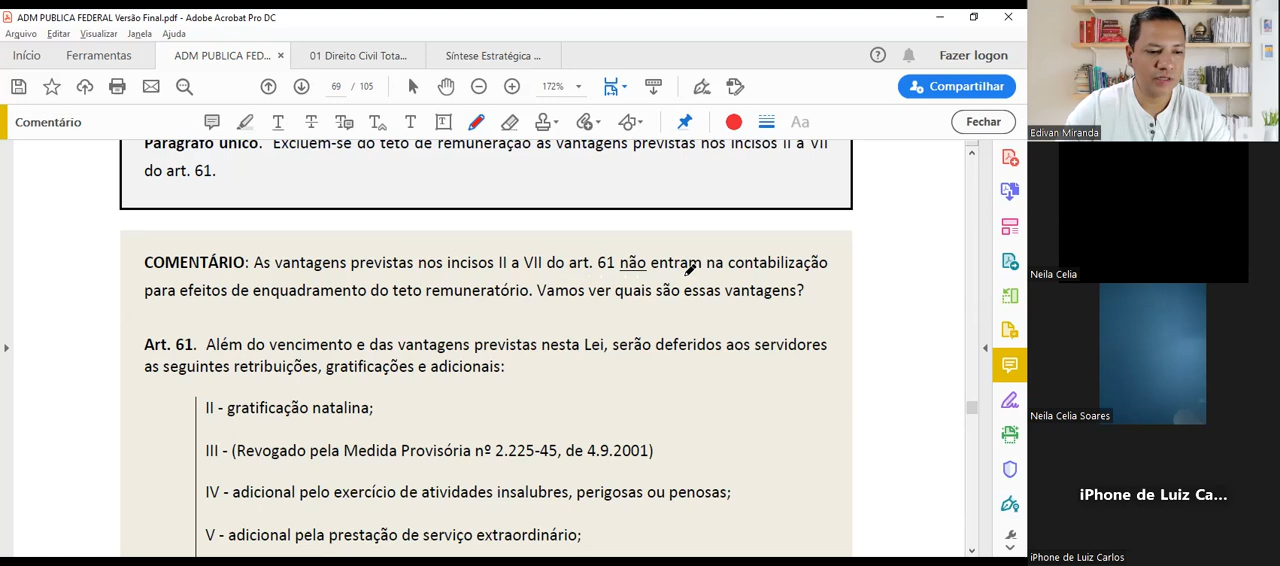 ADM PUBLICA FEDERAL Versão Final.pdf - Adobe Acrobat Pro DC
Arquivo Editar Visualizar Janela Ajuda
Início Ferramentas ADM PUBLICA FED... × 01 Direito Civil Tota... Síntese Estratégica ... Fazer logon
69 / 105 172% Compartilhar
Comentário Aa Fechar
Parágrafo único. Excluem-se do teto de remuneração as vantagens previstas nos incisos II a VII
do art. 61.
COMENTÁRIO: As vantagens previstas nos incisos II a VII do art. 61 não entram na contabilização
para efeitos de enquadramento do teto remuneratório. Vamos ver quais são essas vantagens?
Art. 61. Além do vencimento e das vantagens previstas nesta Lei, serão deferidos aos servidores
as seguintes retribuições, gratificações e adicionais:
II - gratificação natalina;
III - (Revogado pela Medida Provisória nº 2.225-45, de 4.9.2001)
IV - adicional pelo exercício de atividades insalubres, perigosas ou penosas;
V - adicional pela prestação de serviço extraordinário;
Edivan Miranda
Neila Celia
Neila Celia Soares
iPhone de Luiz Ca...
iPhone de Luiz Carlos